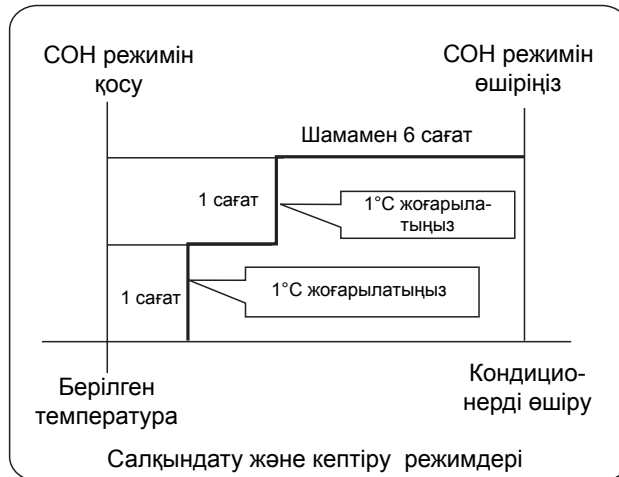 СОН режимін
қосу
СОН режимін
өшіріңіз
Шамамен 6 сағат
1 сағат
1°C жоғарыла-
тыңыз
1 сағат
1°C жоғарылатыңыз
Берілген
температура
Кондицио-
нерді өшіру
Салқындату және кептіру режимдері